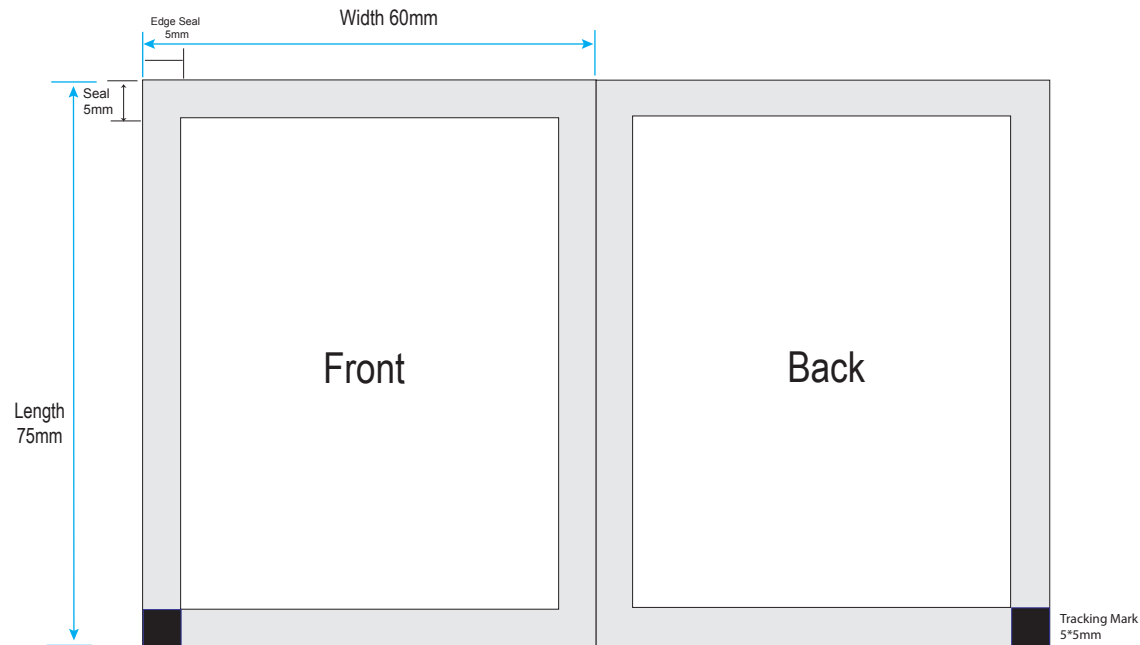 Edge Seal
5mm
Width 60mm
Seal
5mm
Front
Back
Length
75mm
Tracking Mark
5*5mm